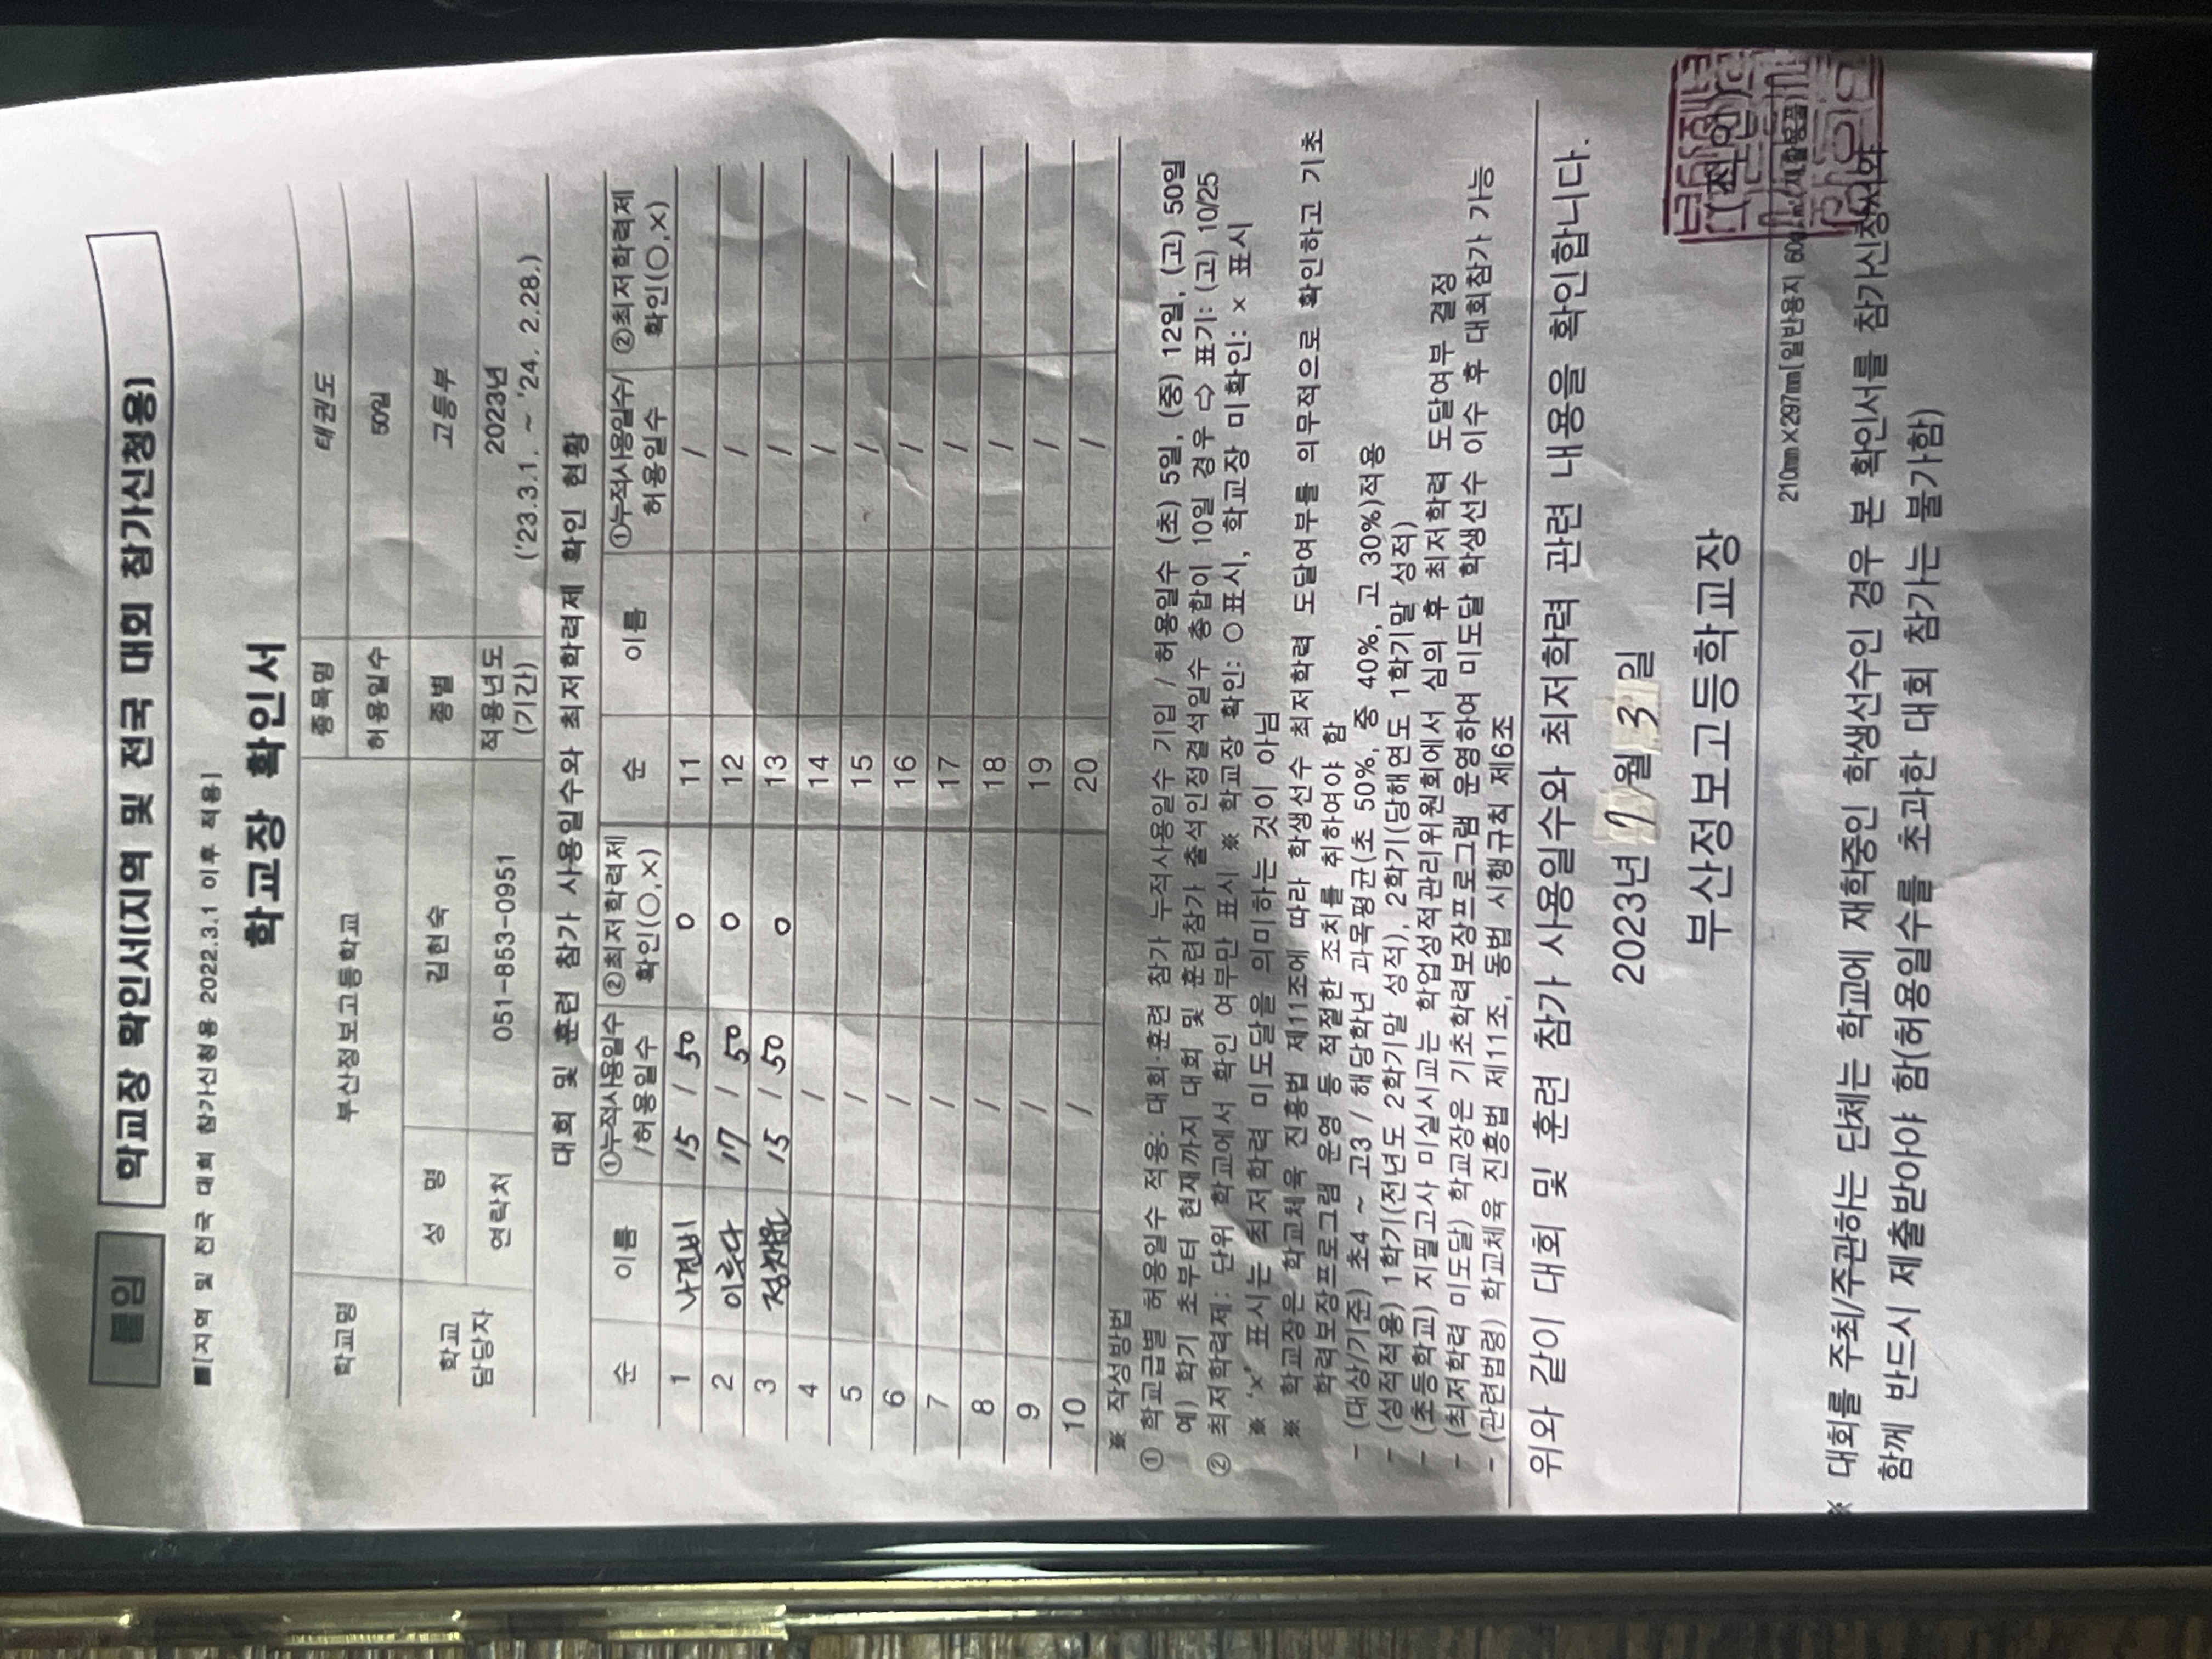 붙임 학교장 확인서(지역 및 전국 대회 참가신청용)
■[지역 및 전국 대회 참가신청용 2022.3.1 이후 적용]
학교장 확인서
학교명 부산정보고등학교 종목명 태권도
허용일수 50일
학교 담당자 성 명 김현숙 종별 고등부
연락처 051-853-0951 적용년도 (기간) 2023년
('23.3.1. ~ '24. 2.28.)
대회 및 훈련 참가 사용일수와 최저학력제 확인 현황
순 이름 ①누적사용일수 /허용일수 ②최저학력제 확인(○,×) 순 이름 ①누적사용일수/ 허용일수 ②최저학력제 확인(○,×)
1 15 / 50 ○ 11 /
2 17 / 50 ○ 12 /
3 15 / 50 ○ 13 /
4 / 14 /
5 / 15 /
6 / 16 /
7 / 17 /
8 / 18 /
9 / 19 /
10 / 20 /
※ 작성방법
① 학교급별 허용일수 적용: 대회·훈련 참가 누적사용일수 기입 / 허용일수 (초) 5일, (중) 12일, (고) 50일
예) 학기 초부터 현재까지 대회 및 훈련참가 출석인정결석일수 총합이 10일 경우 ⇨ 표기: (고) 10/25
② 최저학력제: 단위 학교에서 확인 여부만 표시 ※ 학교장 확인: ○표시, 학교장 미확인: × 표시
※ '×' 표시는 최저학력 미도달을 의미하는 것이 아님
※ 학교장은 학교체육 진흥법 제11조에 따라 학생선수 최저학력 도달여부를 의무적으로 확인하고 기초
학력보장프로그램 운영 등 적절한 조치를 취하여야 함
- (대상/기준) 초4 ~ 고3 / 해당학년 과목평균(초 50%, 중 40%, 고 30%)적용
- (성적적용) 1학기(전년도 2학기말 성적), 2학기(당해연도 1학기말 성적)
- (초등학교) 지필고사 미실시교는 학업성적관리위원회에서 심의 후 최저학력 도달여부 결정
- (최저학력 미도달) 학교장은 기초학력보장프로그램 운영하여 미도달 학생선수 이수 후 대회참가 가능
- (관련법령) 학교체육 진흥법 제11조, 동법 시행규칙 제6조
위와 같이 대회 및 훈련 참가 사용일수와 최저학력 관련 내용을 확인합니다.
2023년 7월 3일
부산정보고등학교장 (직인)
210㎜×297㎜[일반용지 60g/㎡(재활용품)]
※ 대회를 주최/주관하는 단체는 학교에 재학중인 학생선수인 경우 본 확인서를 참가신청서와
함께 반드시 제출받아야 함(허용일수를 초과한 대회 참가는 불가함)